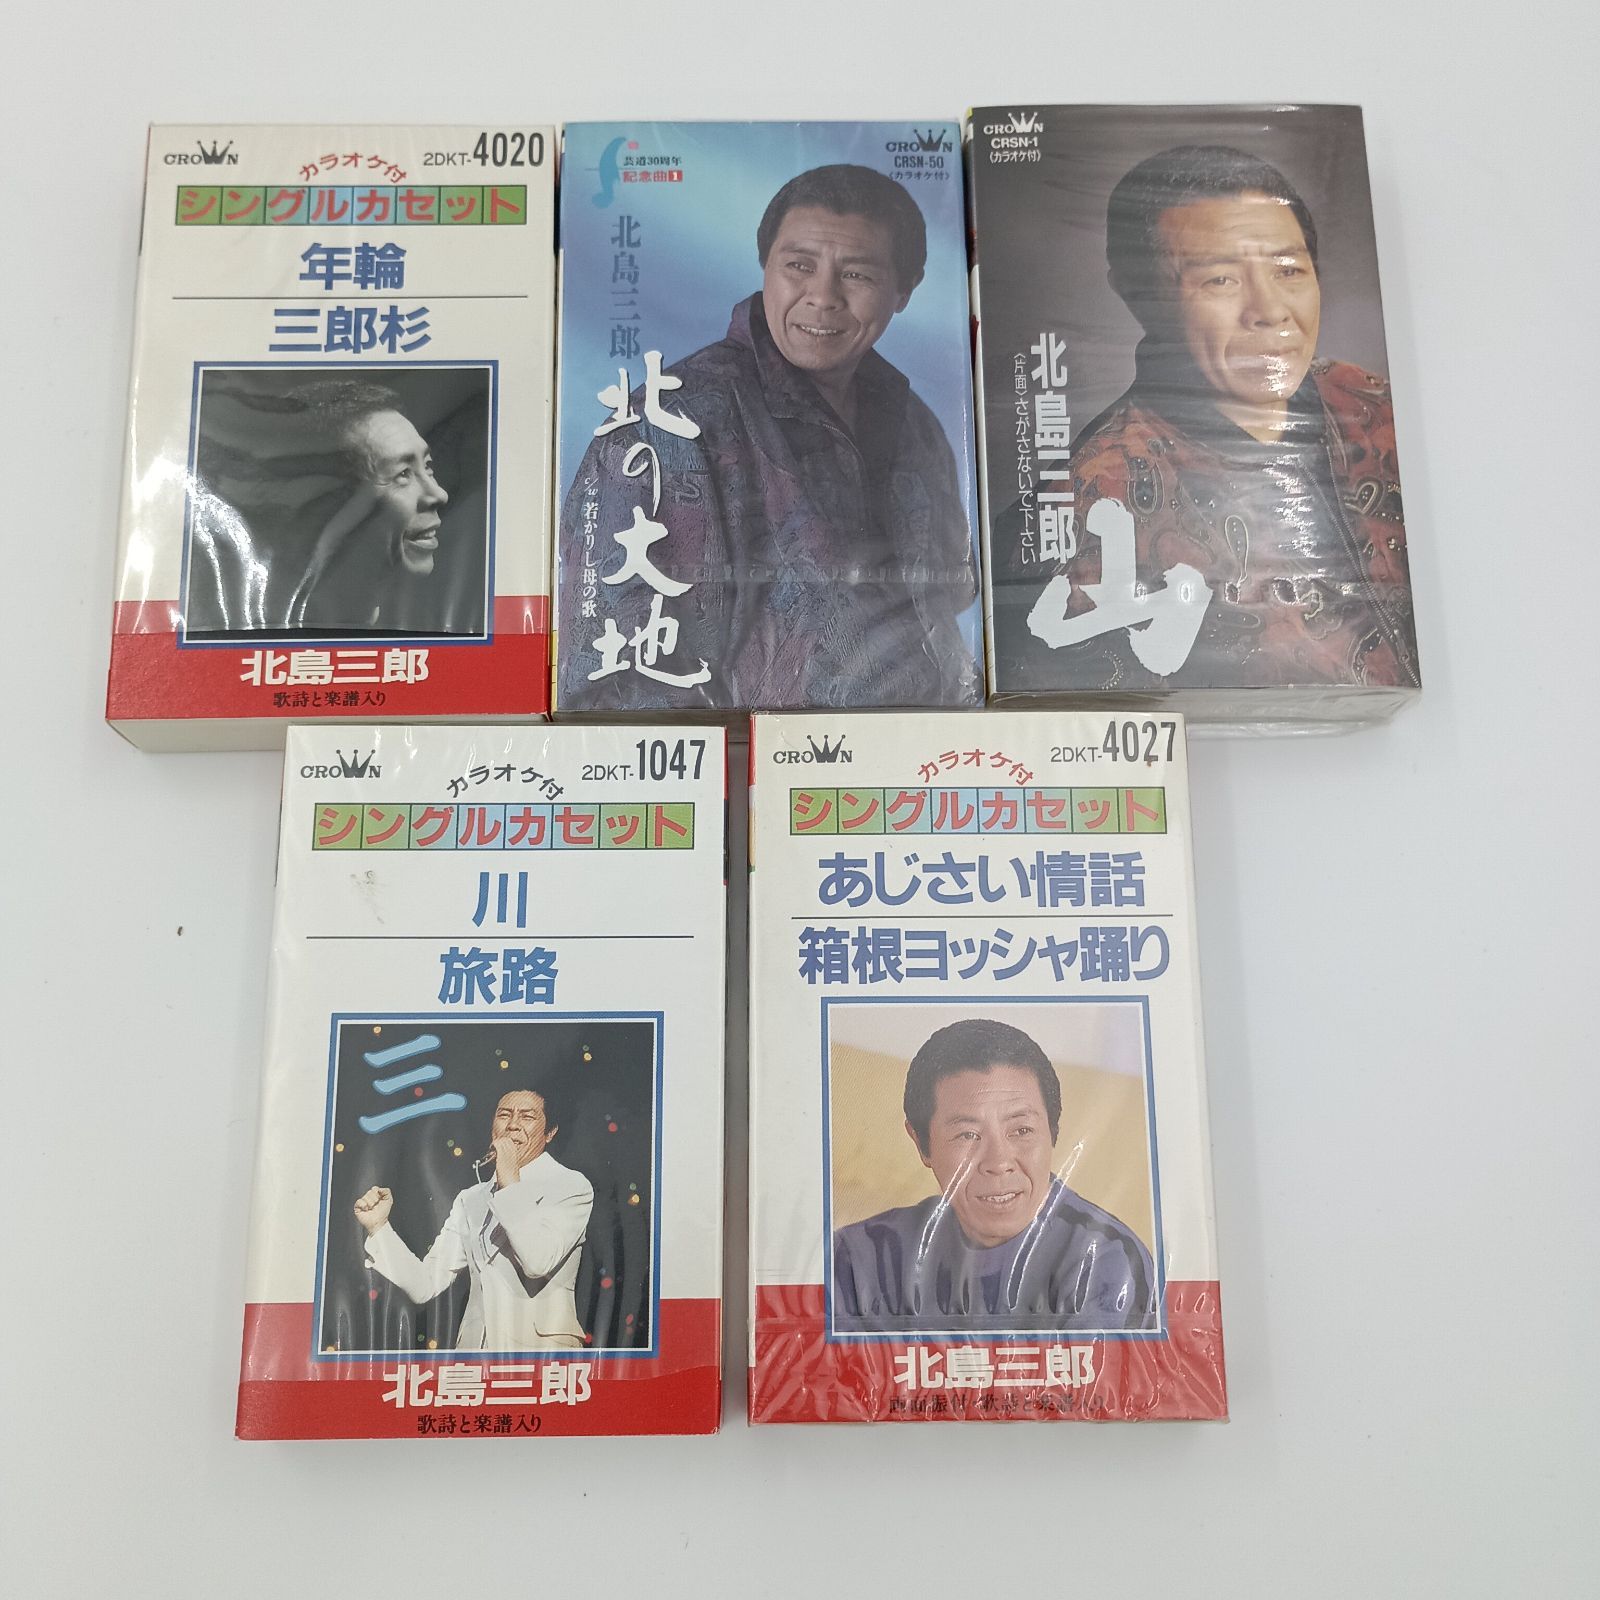 CROWN
カラオケ付
2DKT-4020
シングルカセット
年輪
三郎杉
北島三郎
歌詩と楽譜入り
芸道30周年
記念曲1
CROWN
CRSN-50
〈カラオケ付〉
北島三郎
北の大地
c/w 若かりし母の歌
CROWN
CRSN-1
〈カラオケ付〉
北島三郎
〈片面〉さがさないで下さい
山
CROWN
カラオケ付
2DKT-1047
シングルカセット
川
旅路
三
北島三郎
歌詩と楽譜入り
CROWN
カラオケ付
2DKT-4027
シングルカセット
あじさい情話
箱根ヨッシャ踊り
北島三郎
画面振付・歌詩と楽譜入り